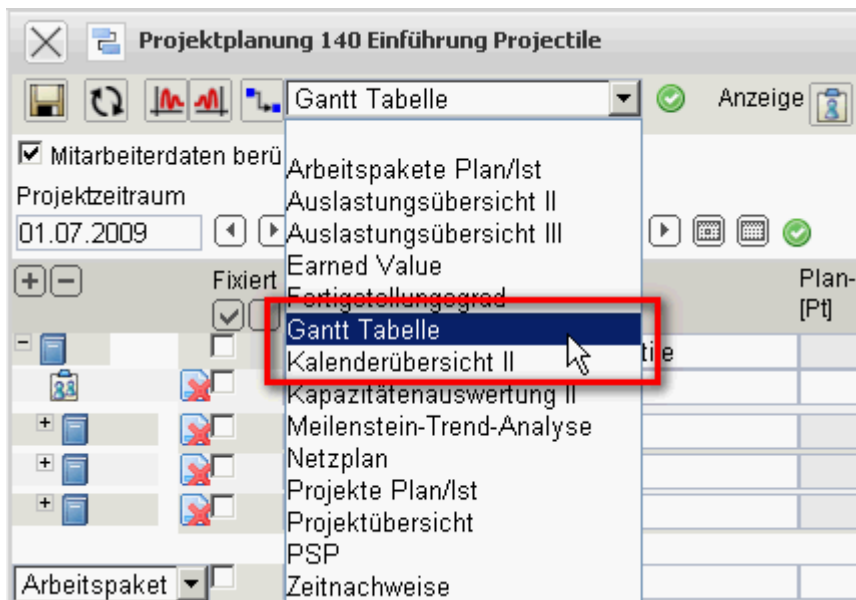 Projektplanung 140 Einführung Projectile
Gantt Tabelle
Anzeige
Mitarbeiterdaten berü
Projektzeitraum
01.07.2009
Fixiert
Plan-
[Pt]
Arbeitspakete Plan/Ist
Auslastungsübersicht II
Auslastungsübersicht III
Earned Value
Fertigstellungsgrad
Gantt Tabelle
Kalenderübersicht II
Kapazitätenauswertung II
Meilenstein-Trend-Analyse
Netzplan
Projekte Plan/Ist
Projektübersicht
PSP
Zeitnachweise
Arbeitspaket